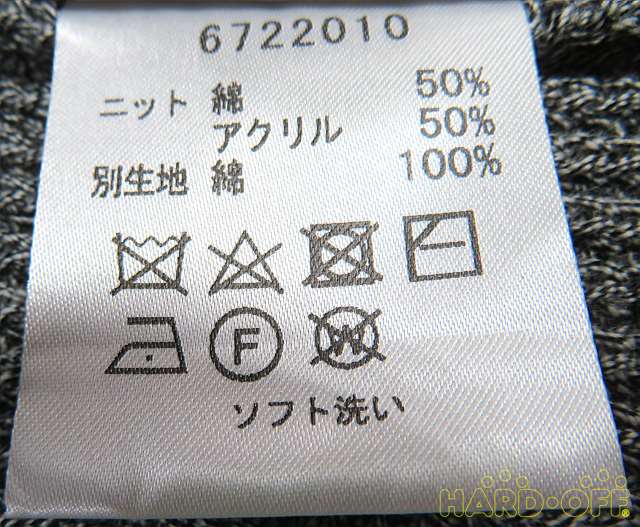 6722010
ニット 綿 50%
アクリル 50%
別生地 綿 100%
F W
ソフト洗い
HARD-OFF